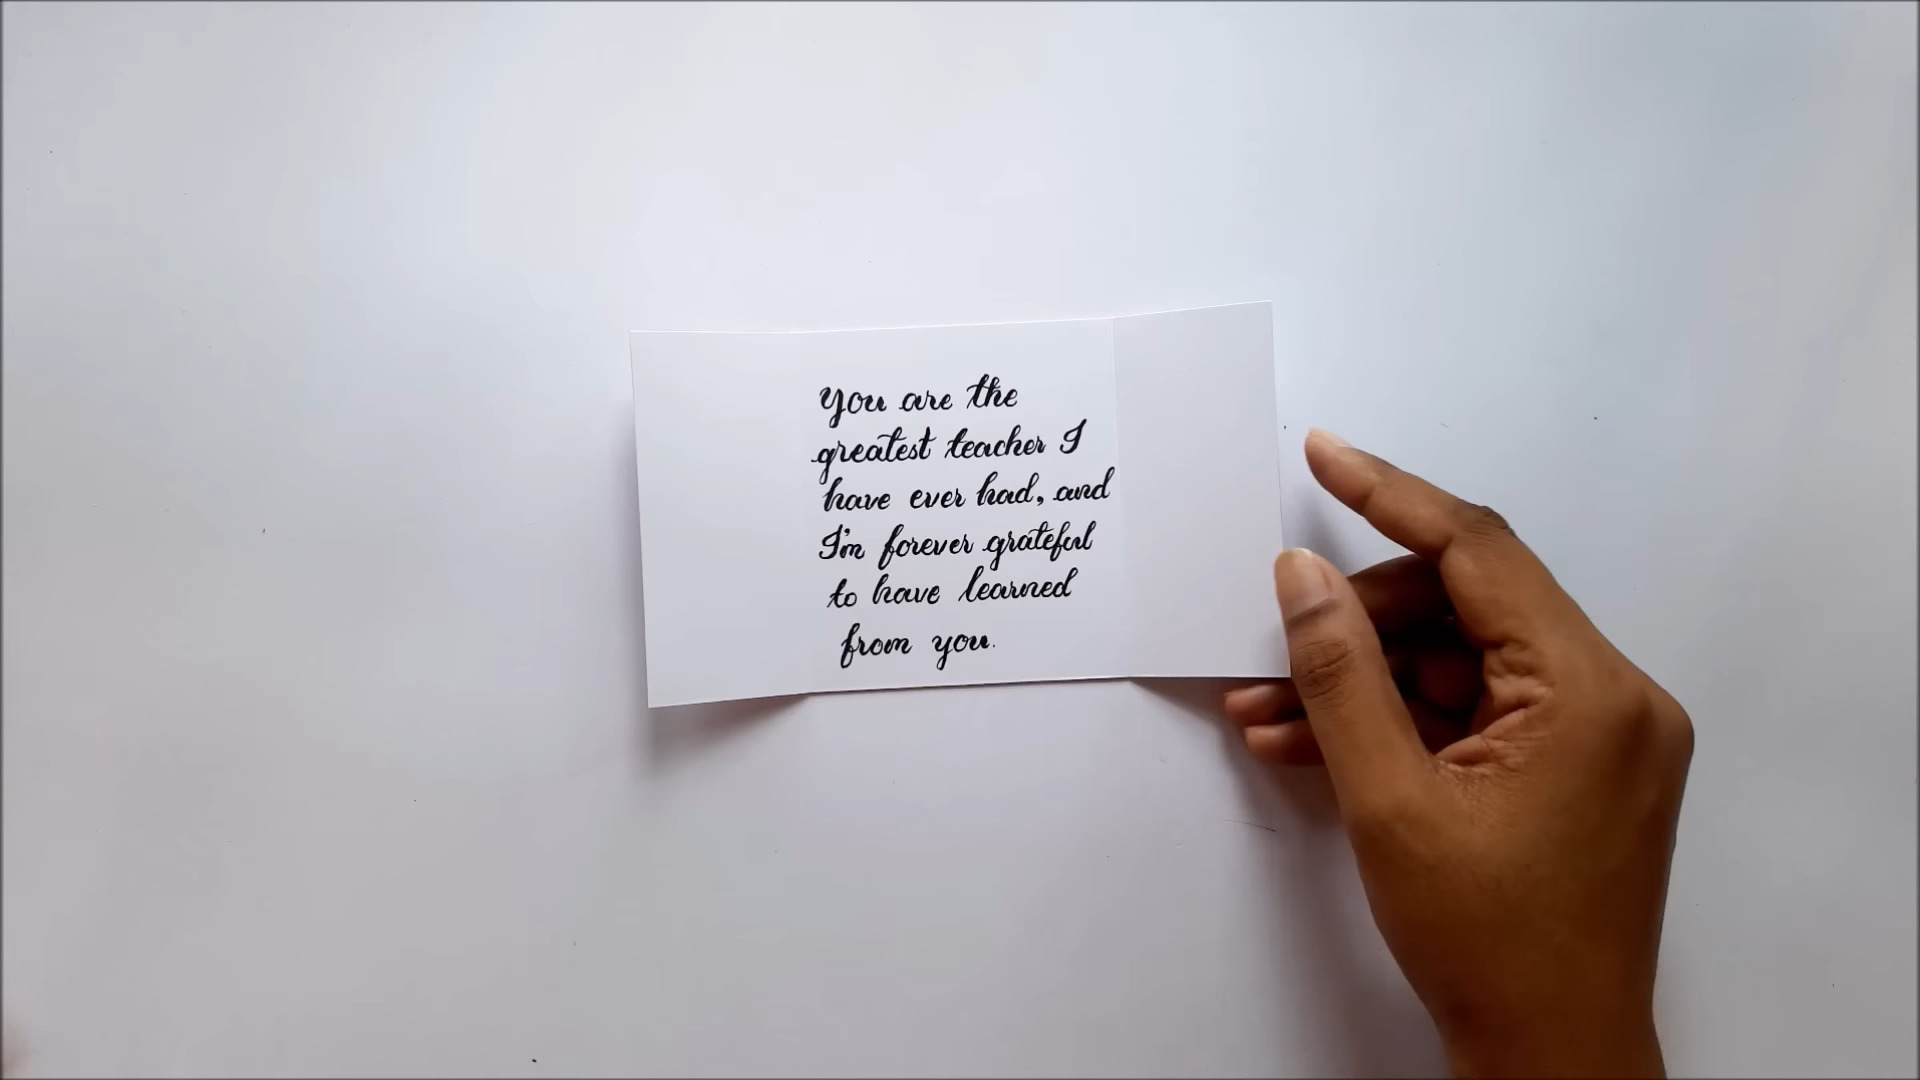 You are the
greatest teacher I
have ever had, and
I'm forever grateful
to have learned
from you.